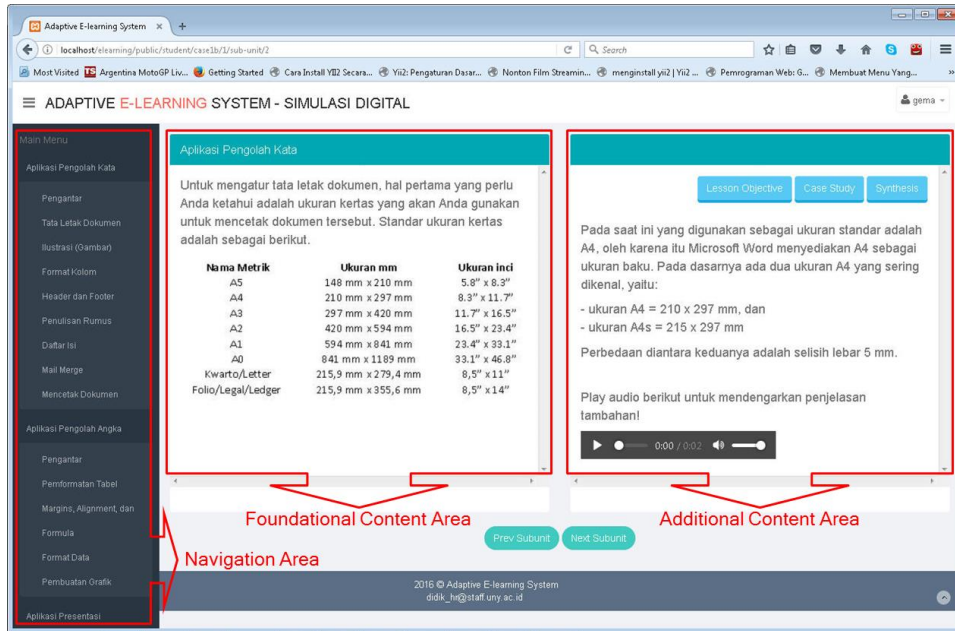 Adaptive E-learning System
localhost/elearning/public/student/case1b/1/sub-unit/2
Search
Most Visited Argentina MotoGP Liv... Getting Started Cara Install YII2 Secara... Yii2: Pengaturan Dasar... Nonton Film Streamin... menginstall yii2 | Yii2 ... Pemrograman Web: G... Membuat Menu Yang...
ADAPTIVE E-LEARNING SYSTEM - SIMULASI DIGITAL
gema
Main Menu
Aplikasi Pengolah Kata
Pengantar
Tata Letak Dokumen
Ilustrasi (Gambar)
Format Kolom
Header dan Footer
Penulisan Rumus
Daftar Isi
Mail Merge
Mencetak Dokumen
Aplikasi Pengolah Angka
Pengantar
Pemformatan Tabel
Margins, Alignment, dan
Formula
Format Data
Pembuatan Grafik
Aplikasi Presentasi
Aplikasi Pengolah Kata
Untuk mengatur tata letak dokumen, hal pertama yang perlu
Anda ketahui adalah ukuran kertas yang akan Anda gunakan
untuk mencetak dokumen tersebut. Standar ukuran kertas
adalah sebagai berikut.
Nama Metrik Ukuran mm Ukuran inci
A5 148 mm x 210 mm 5.8" x 8.3"
A4 210 mm x 297 mm 8.3" x 11.7"
A3 297 mm x 420 mm 11.7" x 16.5"
A2 420 mm x 594 mm 16.5" x 23.4"
A1 594 mm x 841 mm 23.4" x 33.1"
A0 841 mm x 1189 mm 33.1" x 46.8"
Kwarto/Letter 215,9 mm x 279,4 mm 8,5" x 11"
Folio/Legal/Ledger 215,9 mm x 355,6 mm 8,5" x 14"
Lesson Objective Case Study Synthesis
Pada saat ini yang digunakan sebagai ukuran standar adalah
A4, oleh karena itu Microsoft Word menyediakan A4 sebagai
ukuran baku. Pada dasarnya ada dua ukuran A4 yang sering
dikenal, yaitu:
- ukuran A4 = 210 x 297 mm, dan
- ukuran A4s = 215 x 297 mm
Perbedaan diantara keduanya adalah selisih lebar 5 mm.
Play audio berikut untuk mendengarkan penjelasan
tambahan!
0:00 / 0:02
Foundational Content Area
Additional Content Area
Prev Subunit Next Subunit
Navigation Area
2016 © Adaptive E-learning System
didik_hr@staff.uny.ac.id